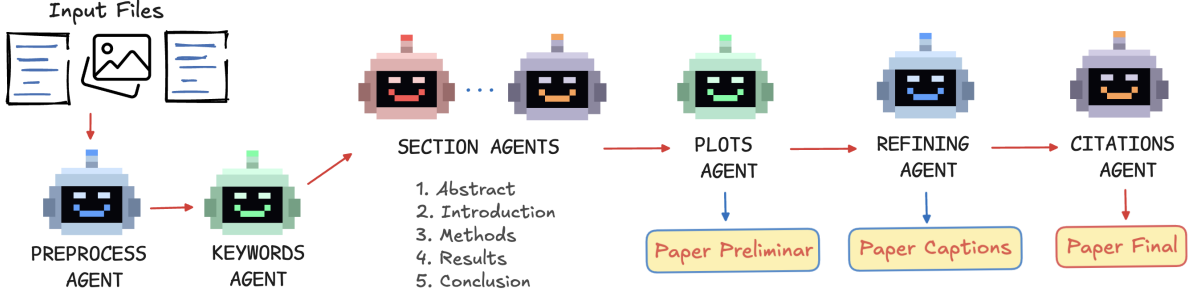 Input Files
PREPROCESS
AGENT
KEYWORDS
AGENT
SECTION AGENTS
1. Abstract
2. Introduction
3. Methods
4. Results
5. Conclusion
PLOTS
AGENT
Paper Preliminar
REFINING
AGENT
Paper Captions
CITATIONS
AGENT
Paper Final